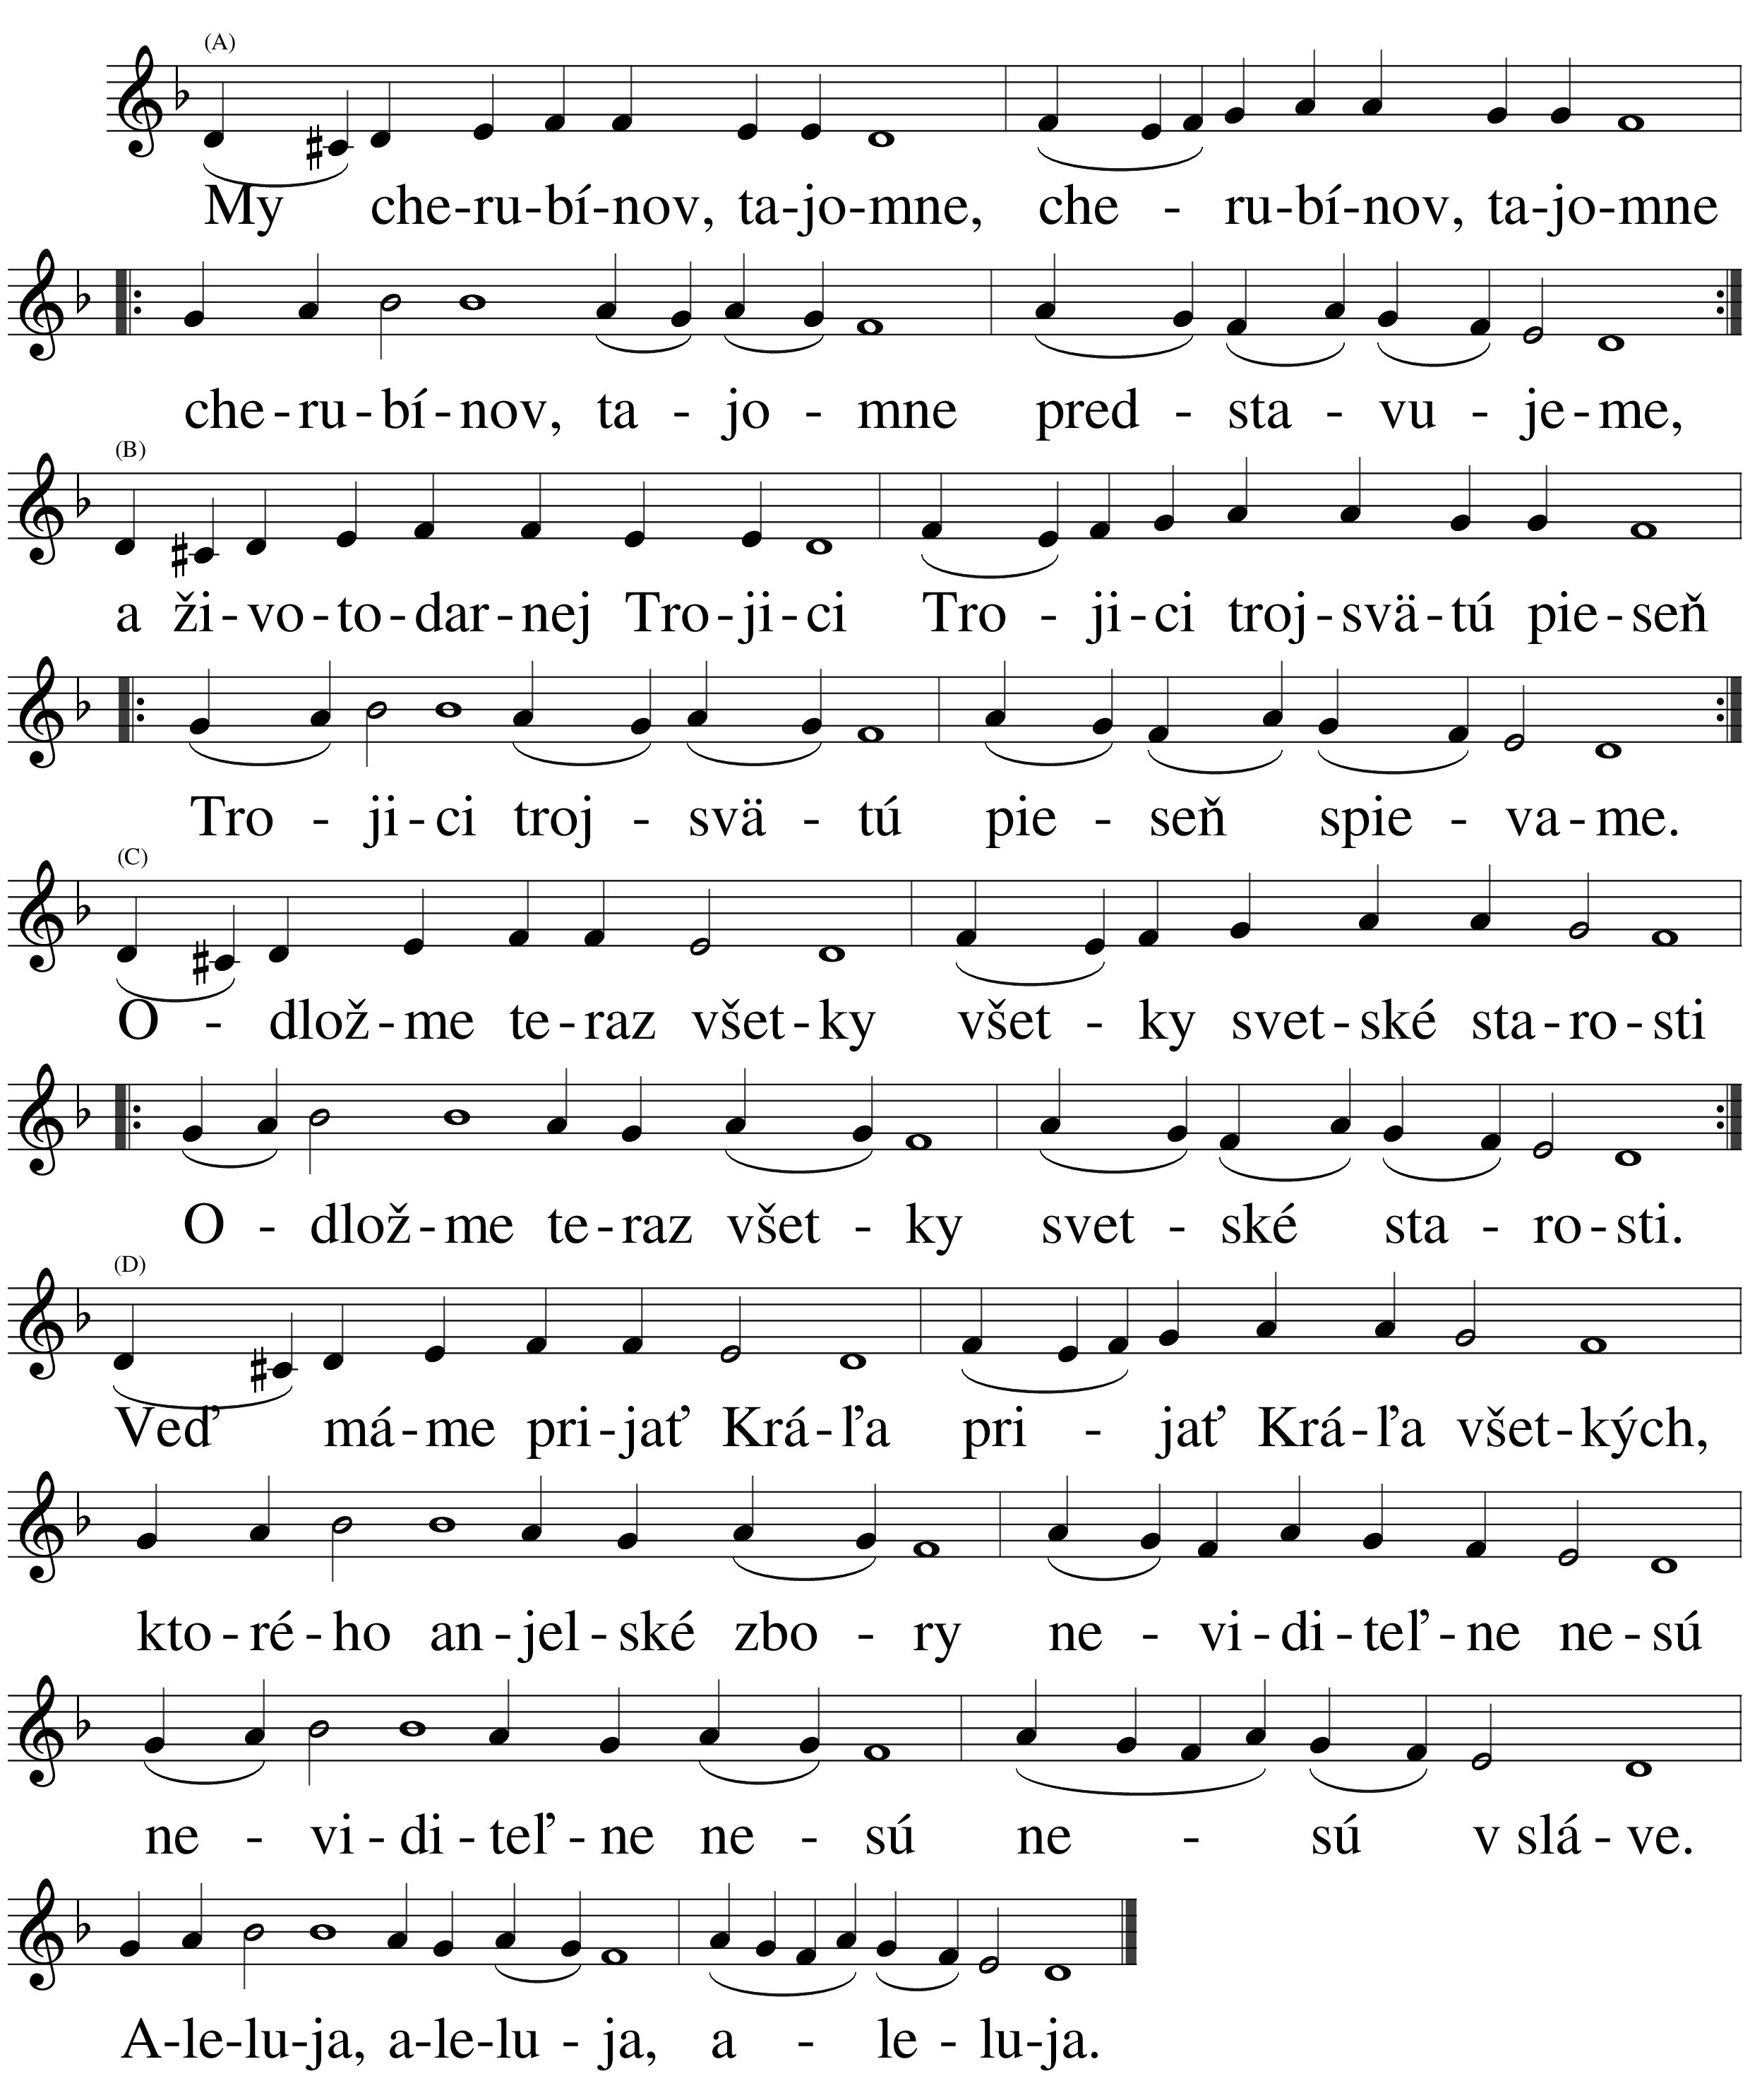 (A)
My che-ru-bí-nov, ta-jo-mne, che - ru-bí-nov, ta-jo-mne
che-ru-bí-nov, ta - jo - mne pred - sta - vu - je-me,
(B)
a ži-vo-to-dar-nej Tro-ji-ci Tro - ji-ci troj-svä-tú pie-seň
Tro - ji-ci troj - svä - tú pie - seň spie - va-me.
(C)
O - dlož-me te-raz všet-ky všet - ky svet-ské sta-ro-sti
O - dlož-me te-raz všet - ky svet - ské sta - ro-sti.
(D)
Veď má-me pri-jať Krá-ľa pri - jať Krá-ľa všet-kých,
kto-ré-ho an-jel-ské zbo - ry ne - vi-di-teľ-ne ne-sú
ne - vi-di-teľ-ne ne - sú ne - sú v slá-ve.
A-le-lu-ja, a-le-lu - ja, a - le - lu-ja.